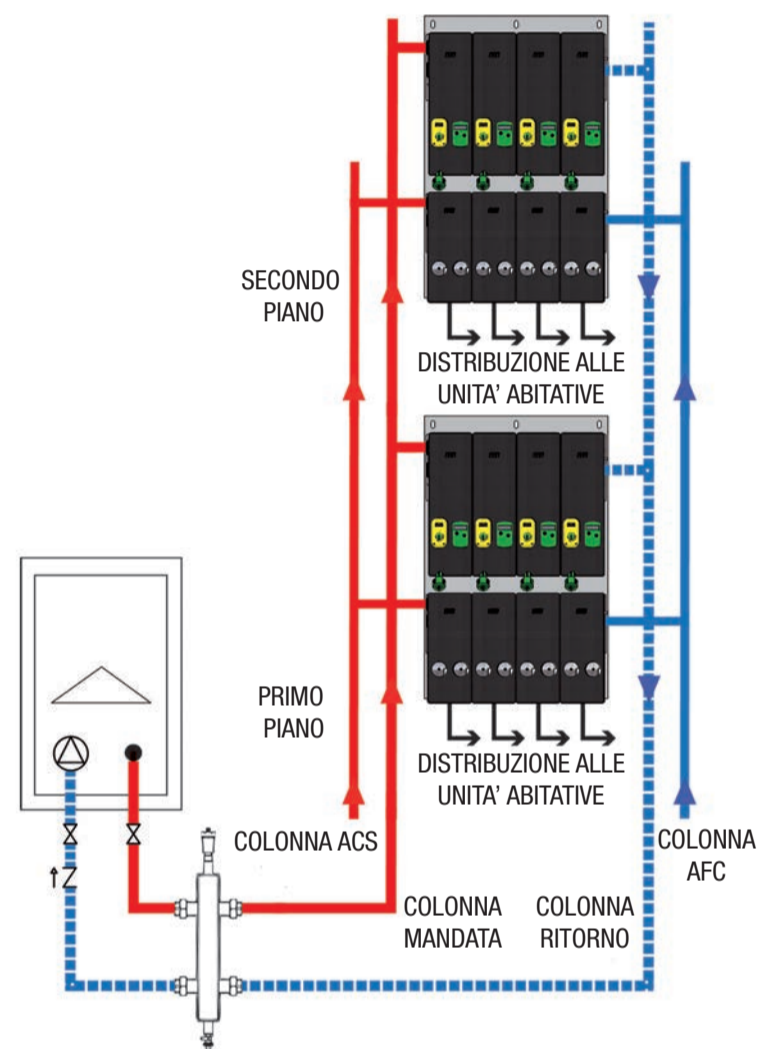 SECONDO
PIANO
DISTRIBUZIONE ALLE
UNITA' ABITATIVE
PRIMO
PIANO
DISTRIBUZIONE ALLE
UNITA' ABITATIVE
COLONNA ACS
COLONNA
AFC
COLONNA
MANDATA
COLONNA
RITORNO